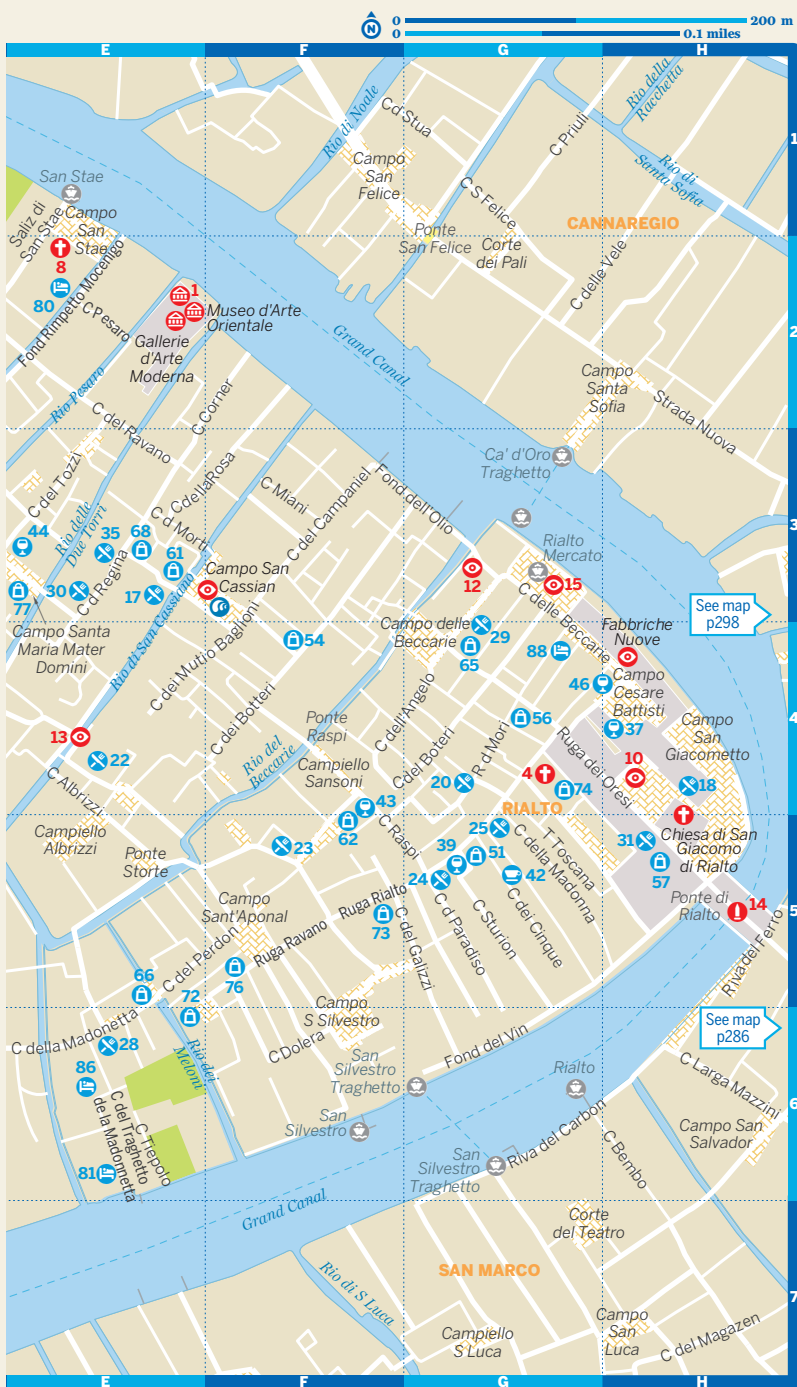 N
0
200 m
0
0.1 miles
E
F
G
H
1
2
3
4
5
6
7
Rio di Noale
Cd Stua
Rio della
Racchetta
C Priuli
Rio di
Santa Sofia
Campo
San
Felice
C S Felice
San Stae
Saliz di
San Stae
Campo
San
Stae
Ponte
San Felice
Corte
dei Pali
CANNAREGIO
C delle Vele
8
80
Fond Rimpetto Mocenigo
C Pesaro
1
Museo d'Arte
Orientale
Gallerie
d'Arte
Moderna
Rio Pesaro
Grand Canal
Campo
Santa
Sofia
Strada Nuova
C del Ravano
C. Corner
Ca' d'Oro
Traghetto
C del Tozzi
CdellaRosa
C Miani
C del Campaniel
Fond dell'Olio
C d Morti
Rio delle
Due Torri
44
35
68
61
C d Regina
30
17
77
Campo San
Cassian
Rio di San Cassiano
Rialto
Mercato
12
15
C delle Beccarie
Campo Santa
Maria Mater
Domini
C dei Mutio Baglioni
54
Campo delle
Beccarie
29
65
88
Fabbriche
Nuove
See map
p298
46
Campo
Cesare
Battisti
37
56
13
22
C dei Botteri
Ponte
Raspi
C dell'Angelo
Rio del
Beccarie
Campiello
Sansoni
Cdel Boteri
R d Mori
20
4
74
Ruga dei Oresi
10
18
Campo
San
Giacometto
RIALTO
C Albrizzi
Campiello
Albrizzi
Ponte
Storte
43
62
23
C Raspi
25
39
51
24
42
T Toscana
C della Madonna
31
57
Chiesa di San
Giacomo
di Rialto
Ponte di
Rialto
14
Riva del Ferro
Campo
Sant'Aponal
Ruga Ravano
Ruga Rialto
73
C del Galizzi
C d Paradiso
C Sturion
C dei Cinque
C del Perdon
66
76
72
Campo
S Silvestro
C della Madonetta
28
86
Rio dei
Meloni
C Dolera
San
Silvestro
Traghetto
Fond del Vin
Rialto
See map
p286
C Larga Mazzini
Campo San
Salvador
San
Silvestro
C Tiepolo
C del Traghetto
de la Madonnetta
81
San
Silvestro
Traghetto
Riva del Carbon
C Bembo
Grand Canal
Corte
del Teatro
SAN MARCO
Rio di S Luca
Campiello
S Luca
Campo
San
Luca
C del Magazen